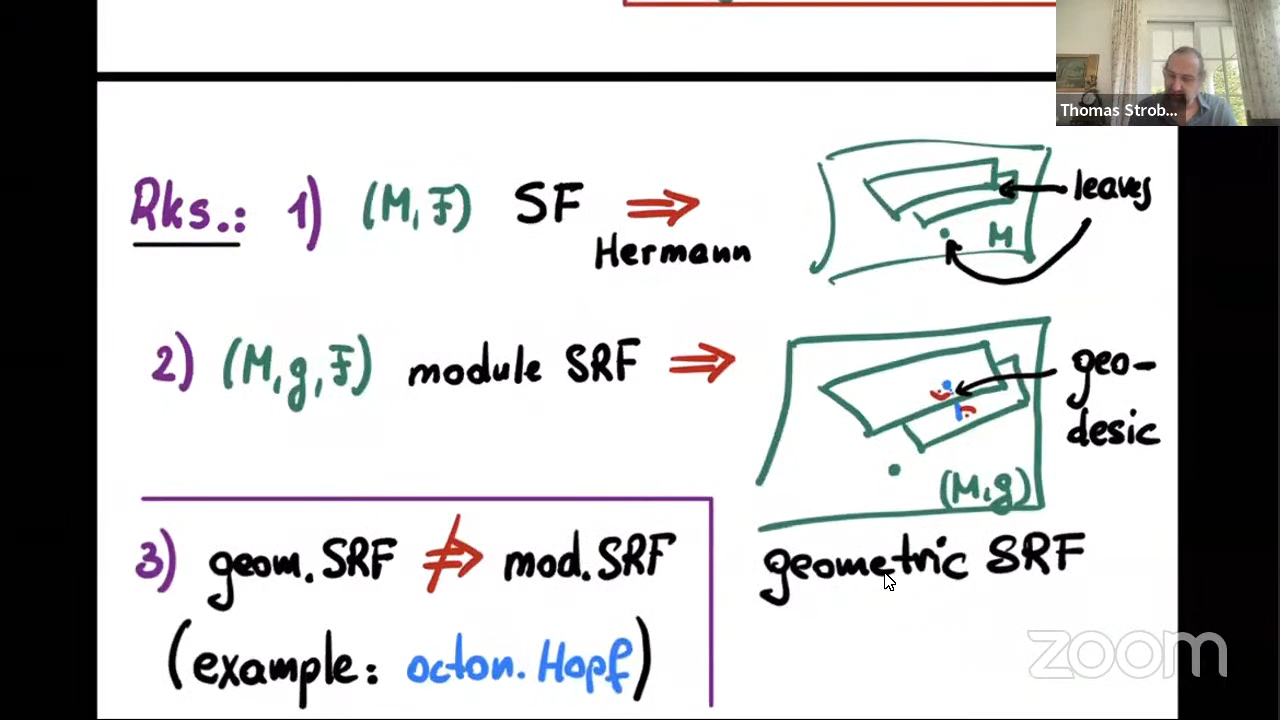 Thomas Strob...
Rks.: 1) (M, F) SF ⇒
Hermann
leaves
M
2) (M, g, F) module SRF ⇒
geo-
desic
(M, g)
geometric SRF
3) geom. SRF ⇏ mod. SRF
(example: octon. Hopf)
zoom